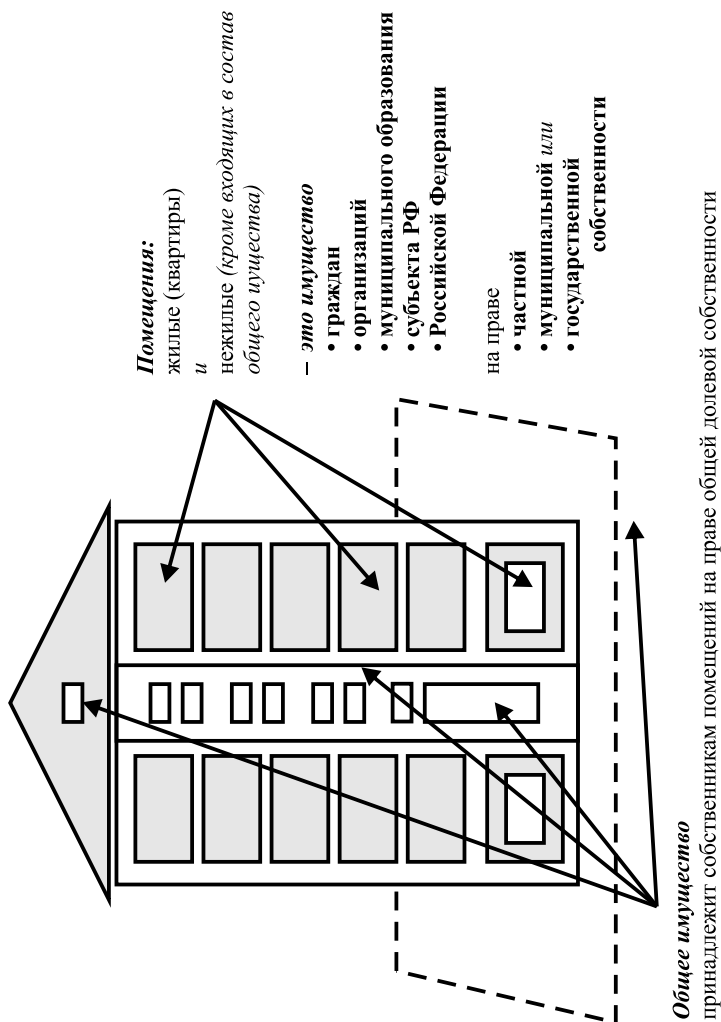 Помещения:
жилые (квартиры)
и
нежилые (кроме входящих в состав
общего иущества)
– это имущество
• граждан
• организаций
• муниципального образования
• субъекта РФ
• Российской Федерации
на праве
• частной
• муниципальной или
• государственной
собственности
Общее имущество
принадлежит собственникам помещений на праве общей долевой собственности